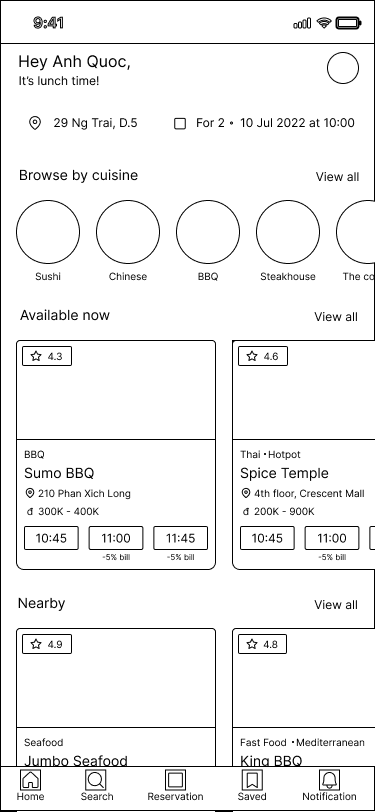 9:41
Hey Anh Quoc,
It's lunch time!
29 Ng Trai, D.5
For 2 • 10 Jul 2022 at 10:00
Browse by cuisine
View all
Sushi
Chinese
BBQ
Steakhouse
The co
Available now
View all
4.3
BBQ
Sumo BBQ
210 Phan Xich Long
đ 300K - 400K
10:45
11:00
11:45
-5% bill
-5% bill
4.6
Thai •Hotpot
Spice Temple
4th floor, Crescent Mall
đ 200K - 900K
10:45
11:00
-5% bill
Nearby
View all
4.9
Seafood
Jumbo Seafood
4.8
Fast Food •Mediterranean
King BBQ
Home
Search
Reservation
Saved
Notification